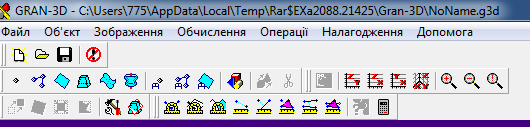 GRAN-3D - C:\Users\775\AppData\Local\Temp\Rar$EXa2088.21425\Gran-3D\NoName.g3d
Файл Об'єкт Зображення Обчислення Операції Налагодження Допомога